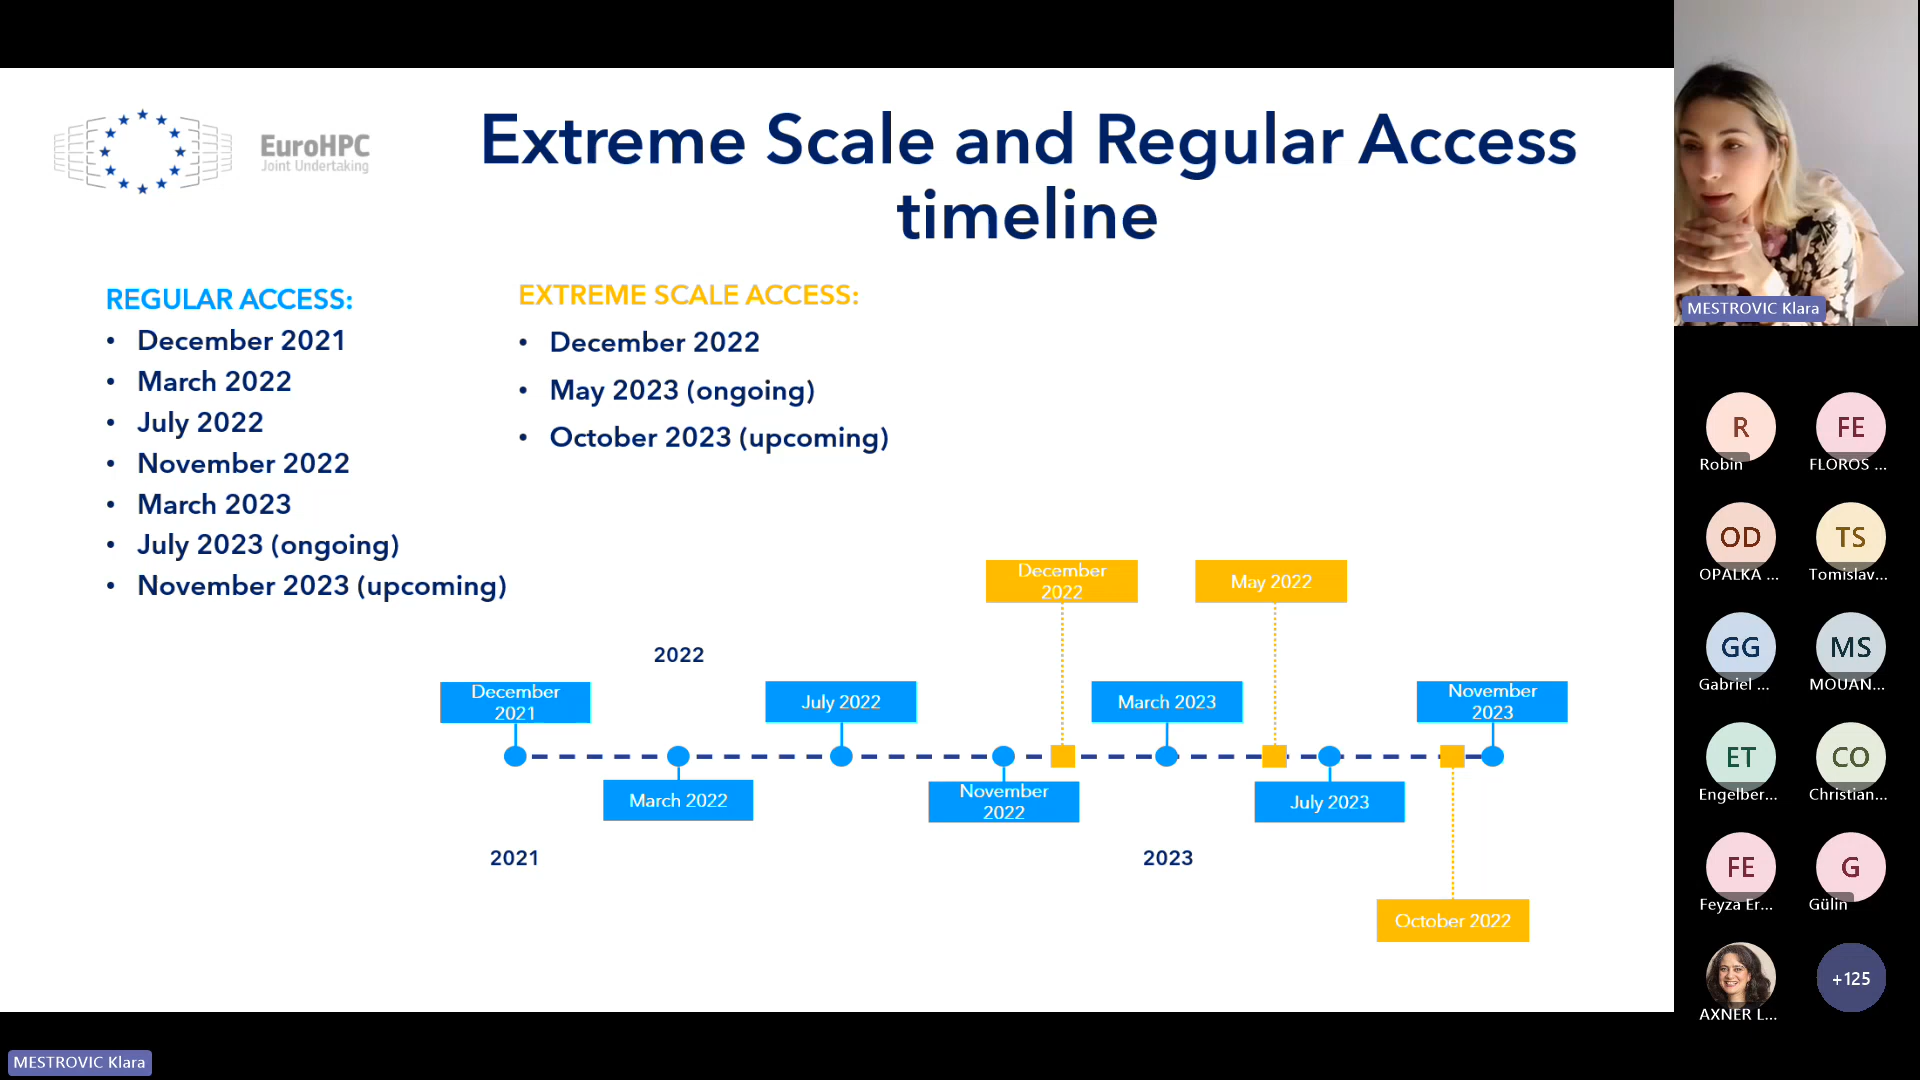 EuroHPC
Joint Undertaking
Extreme Scale and Regular Access
timeline
REGULAR ACCESS:
• December 2021
• March 2022
• July 2022
• November 2022
• March 2023
• July 2023 (ongoing)
• November 2023 (upcoming)
EXTREME SCALE ACCESS:
• December 2022
• May 2023 (ongoing)
• October 2023 (upcoming)
December
2022
May 2022
2022
December
2021
July 2022
March 2023
November
2023
March 2022
November
2022
July 2023
2021
2023
October 2022
MESTROVIC Klara
R
Robin
FE
FLOROS ...
OD
OPALKA ...
TS
Tomislav...
GG
Gabriel ...
MS
MOUAN...
ET
Engelber...
CO
Christian...
FE
Feyza Er...
G
Gülin
AXNER L...
+125
MESTROVIC Klara